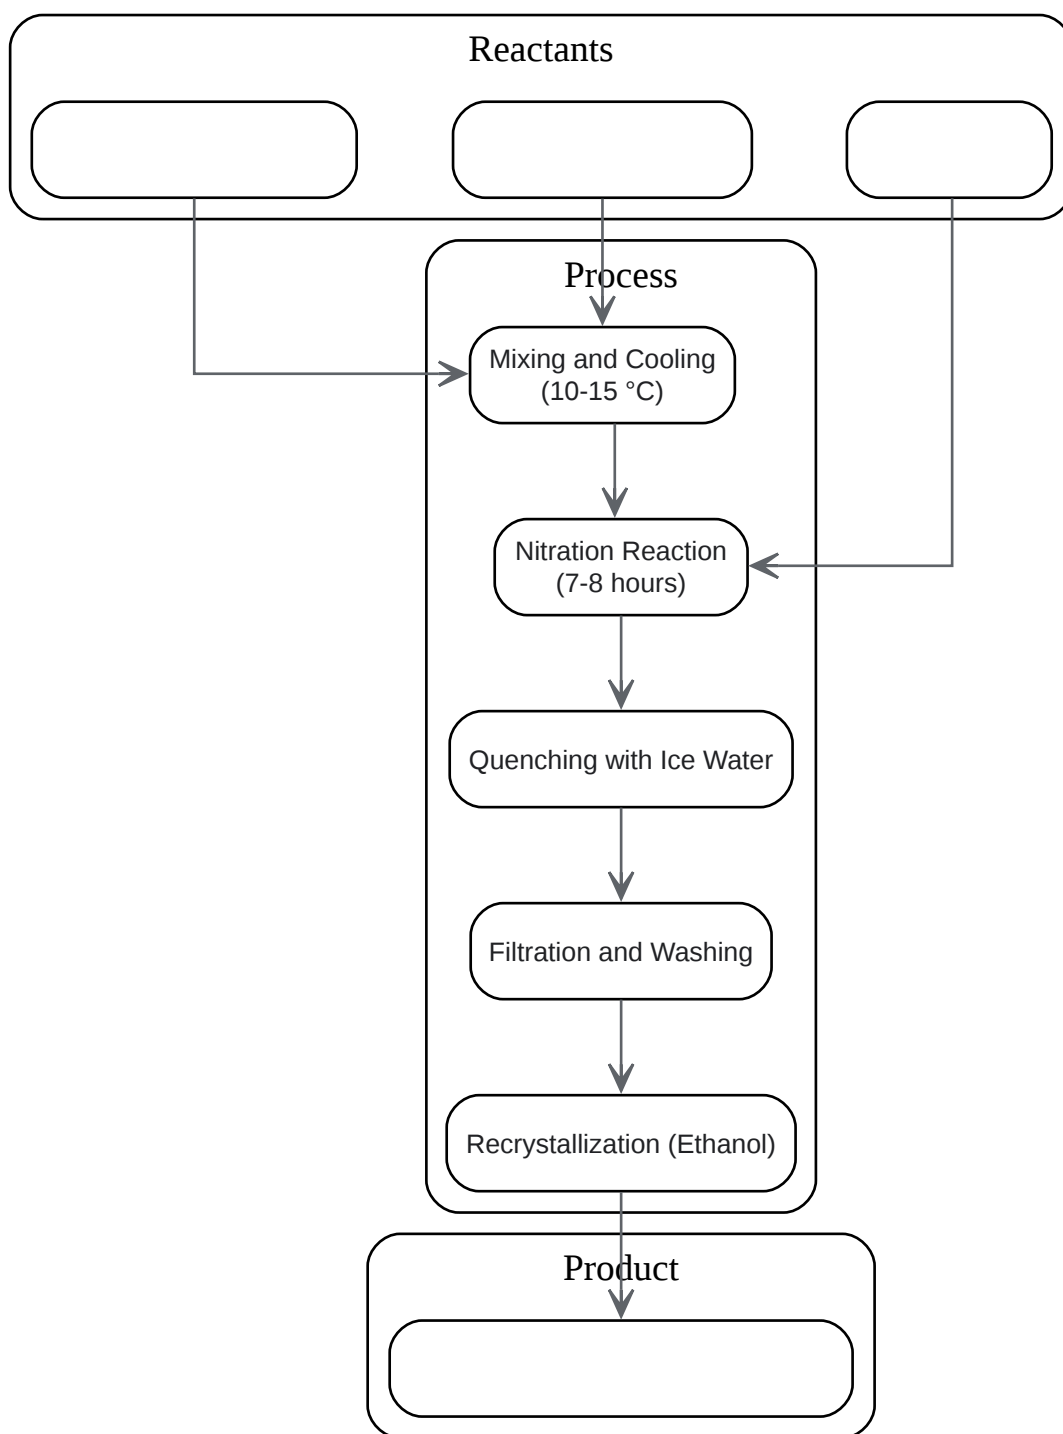 Reactants
Process
Mixing and Cooling
(10-15 °C)
Nitration Reaction
(7-8 hours)
Quenching with Ice Water
Filtration and Washing
Recrystallization (Ethanol)
Product